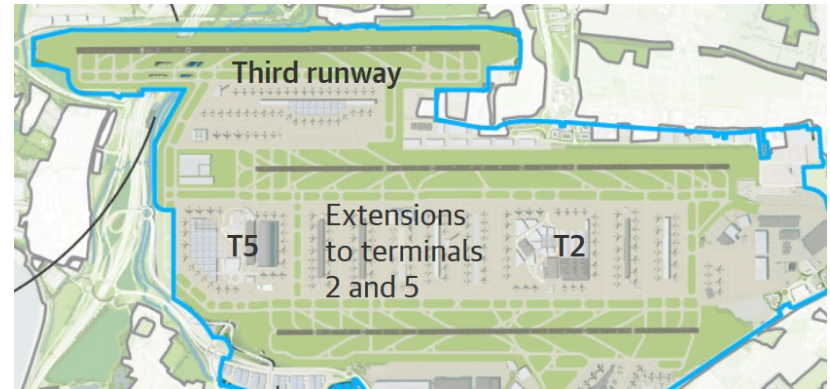 Third runway
T5
Extensions
to terminals
2 and 5
T2